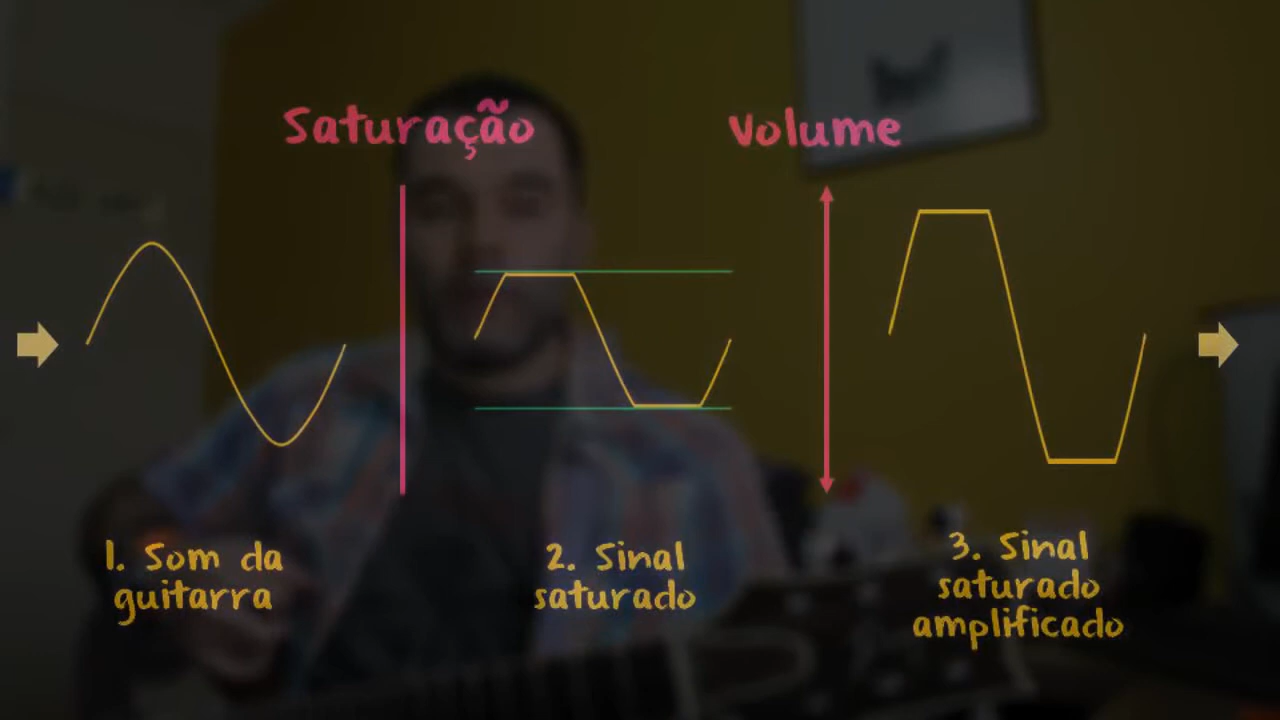 Saturação
Volume
1. Som da
guitarra
2. Sinal
saturado
3. Sinal
saturado
amplificado